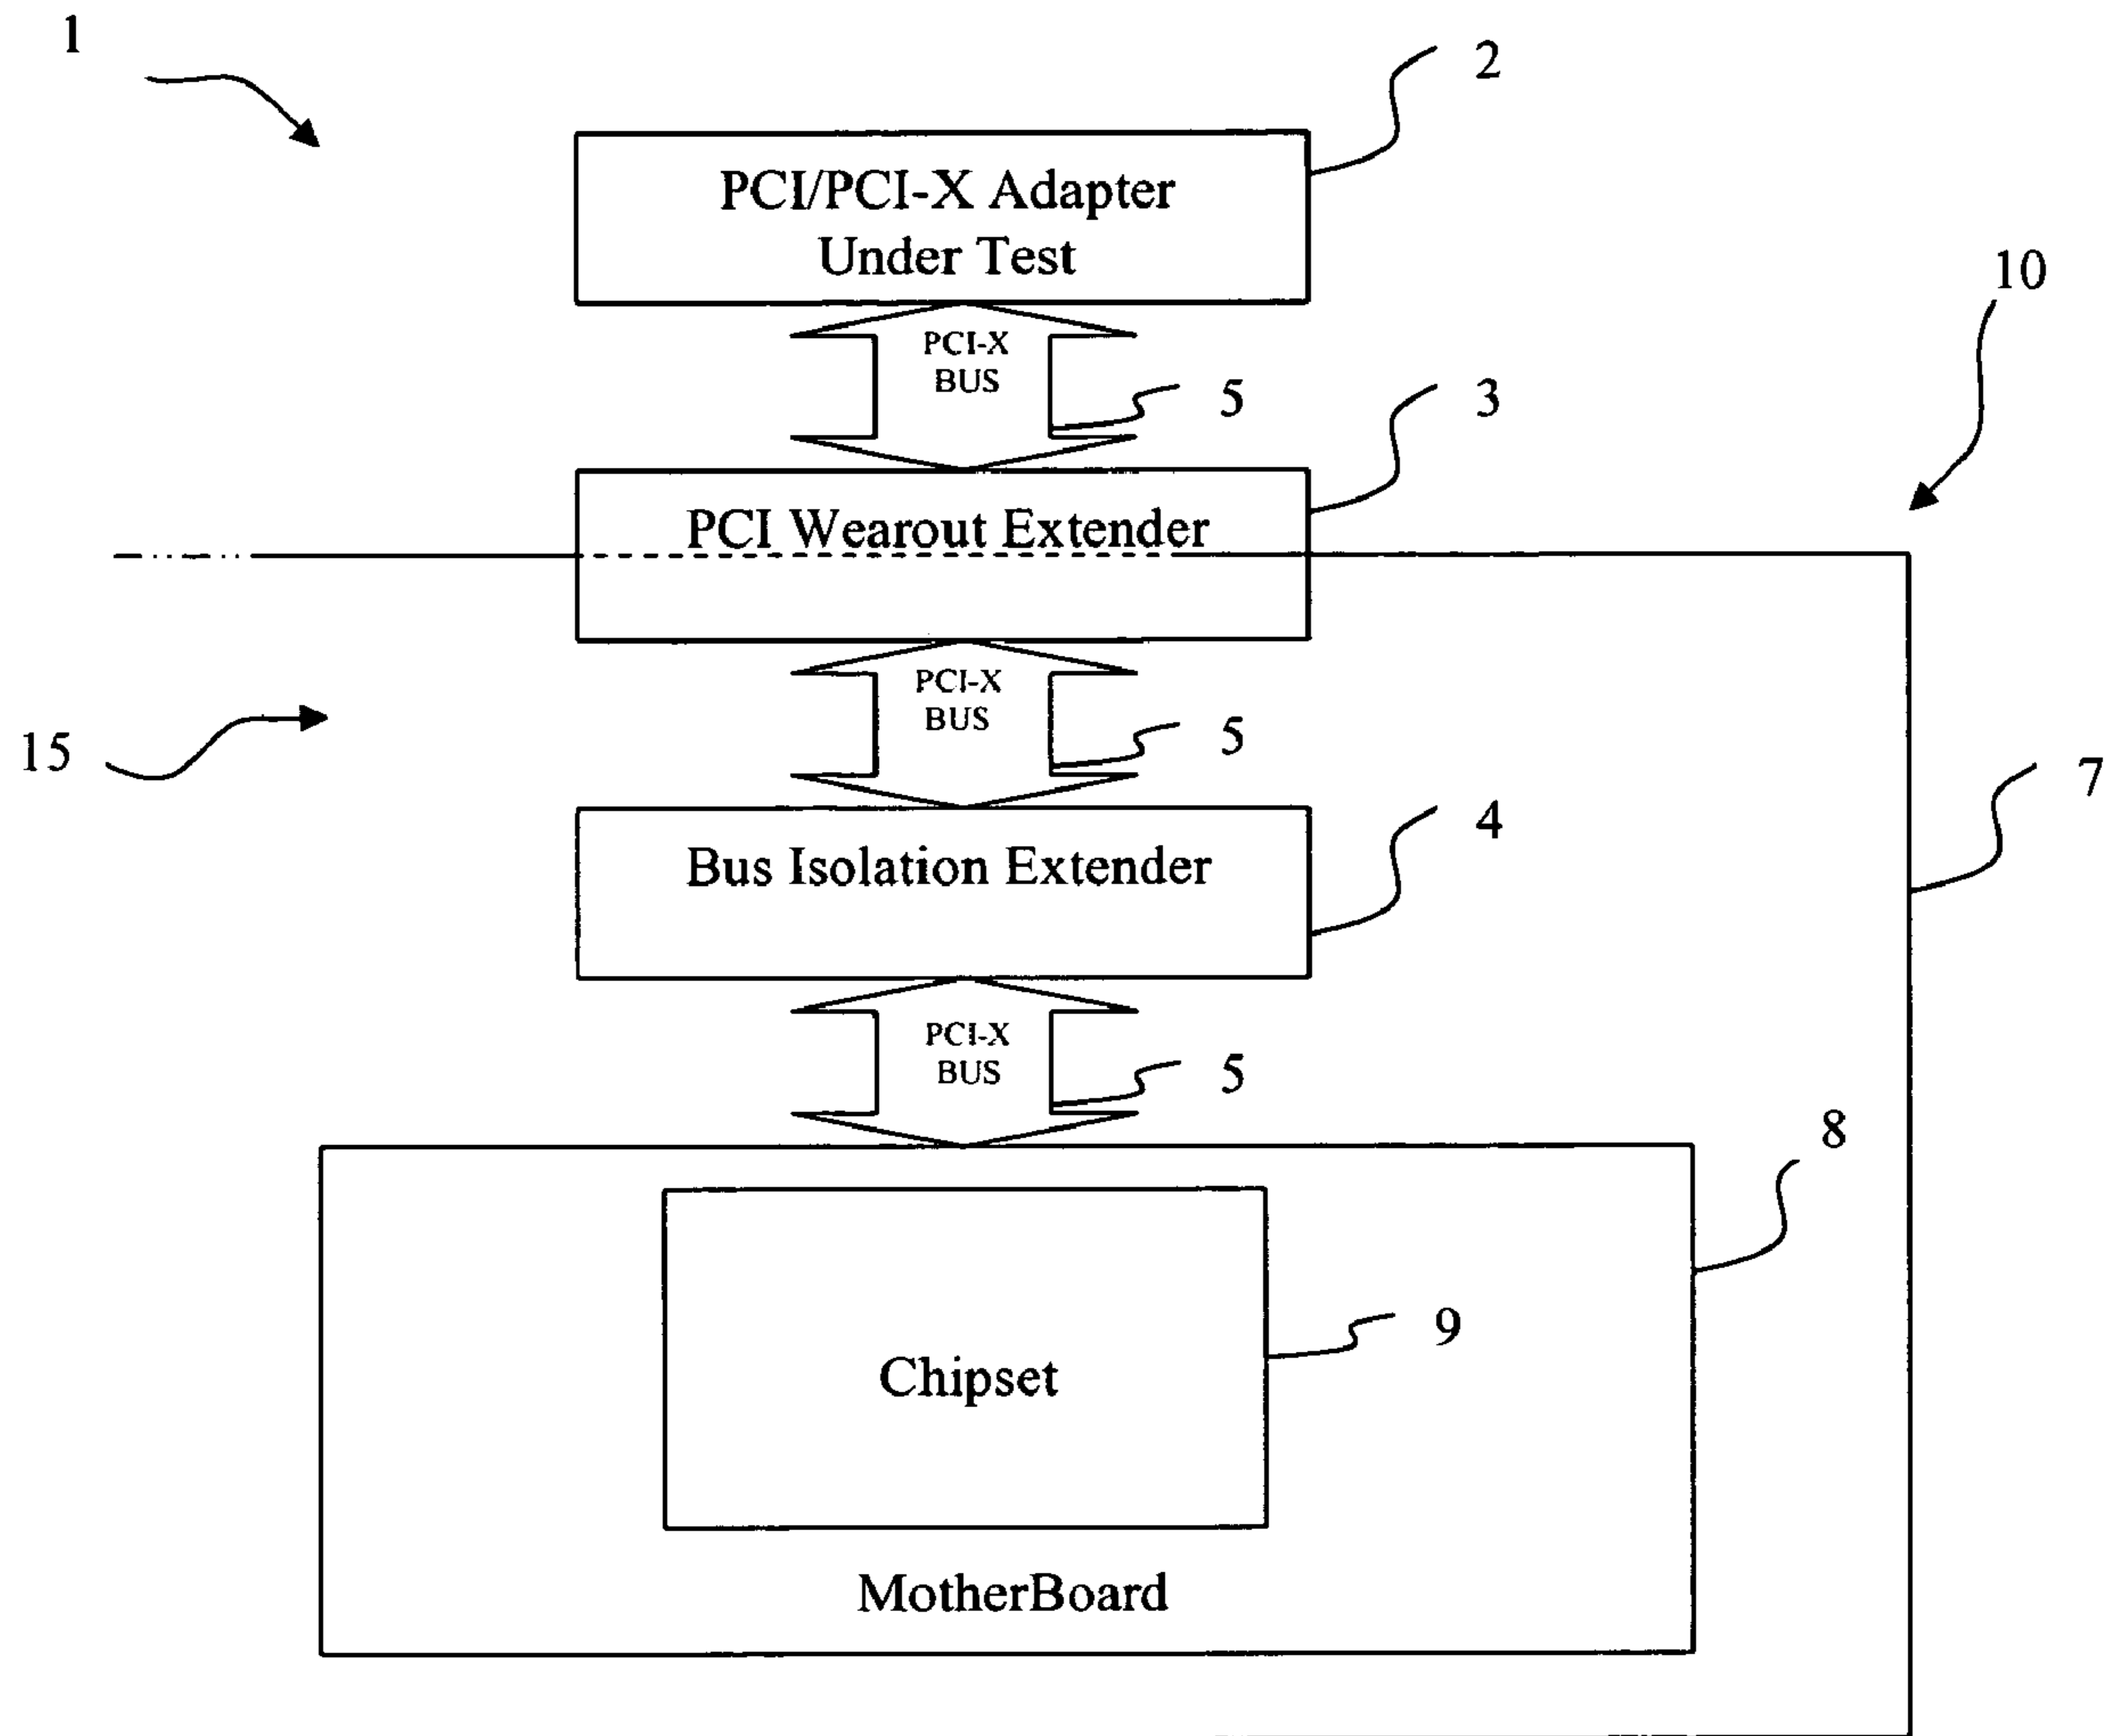 1
2
PCI/PCI-X Adapter
Under Test
10
PCI-X
BUS
5
3
PCI Wearout Extender
PCI-X
BUS
5
15
7
4
Bus Isolation Extender
PCI-X
BUS
5
8
9
Chipset
MotherBoard